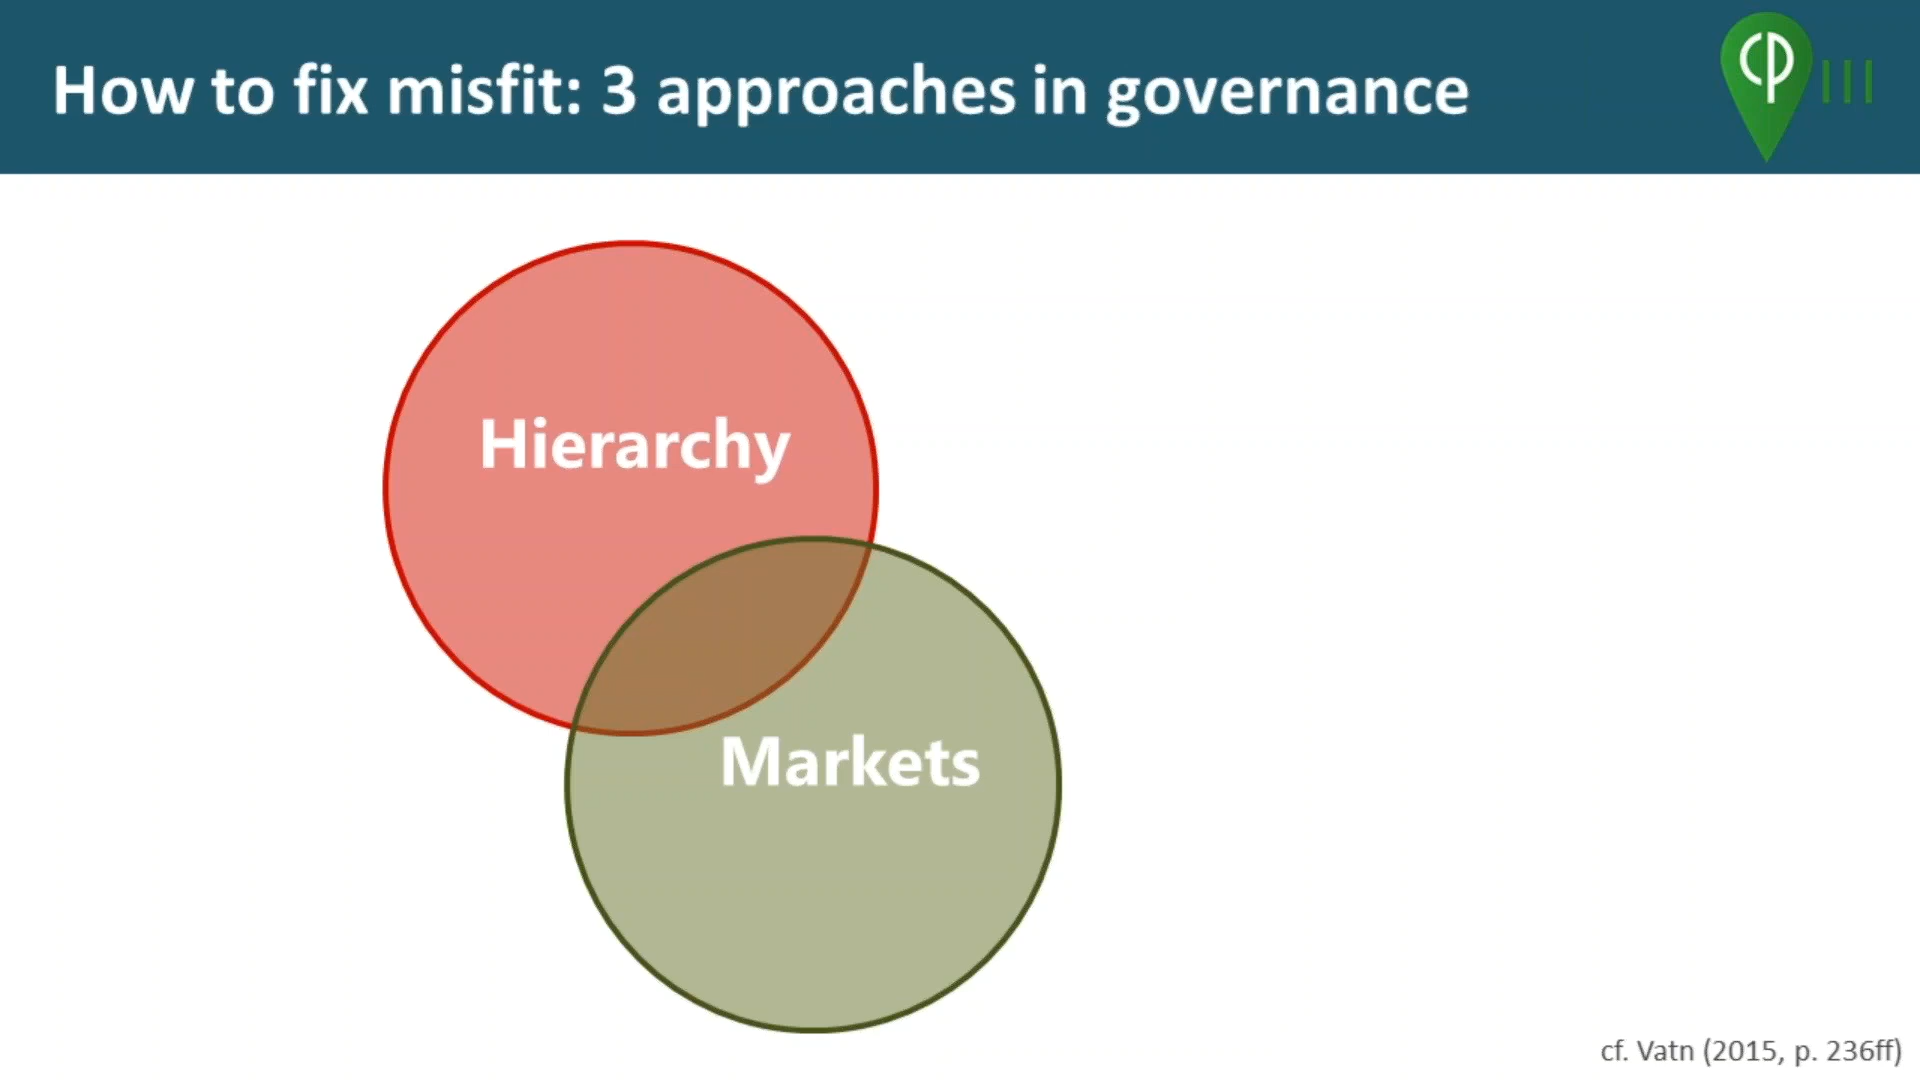 How to fix misfit: 3 approaches in governance
Hierarchy
Markets
cf. Vatn (2015, p. 236ff)